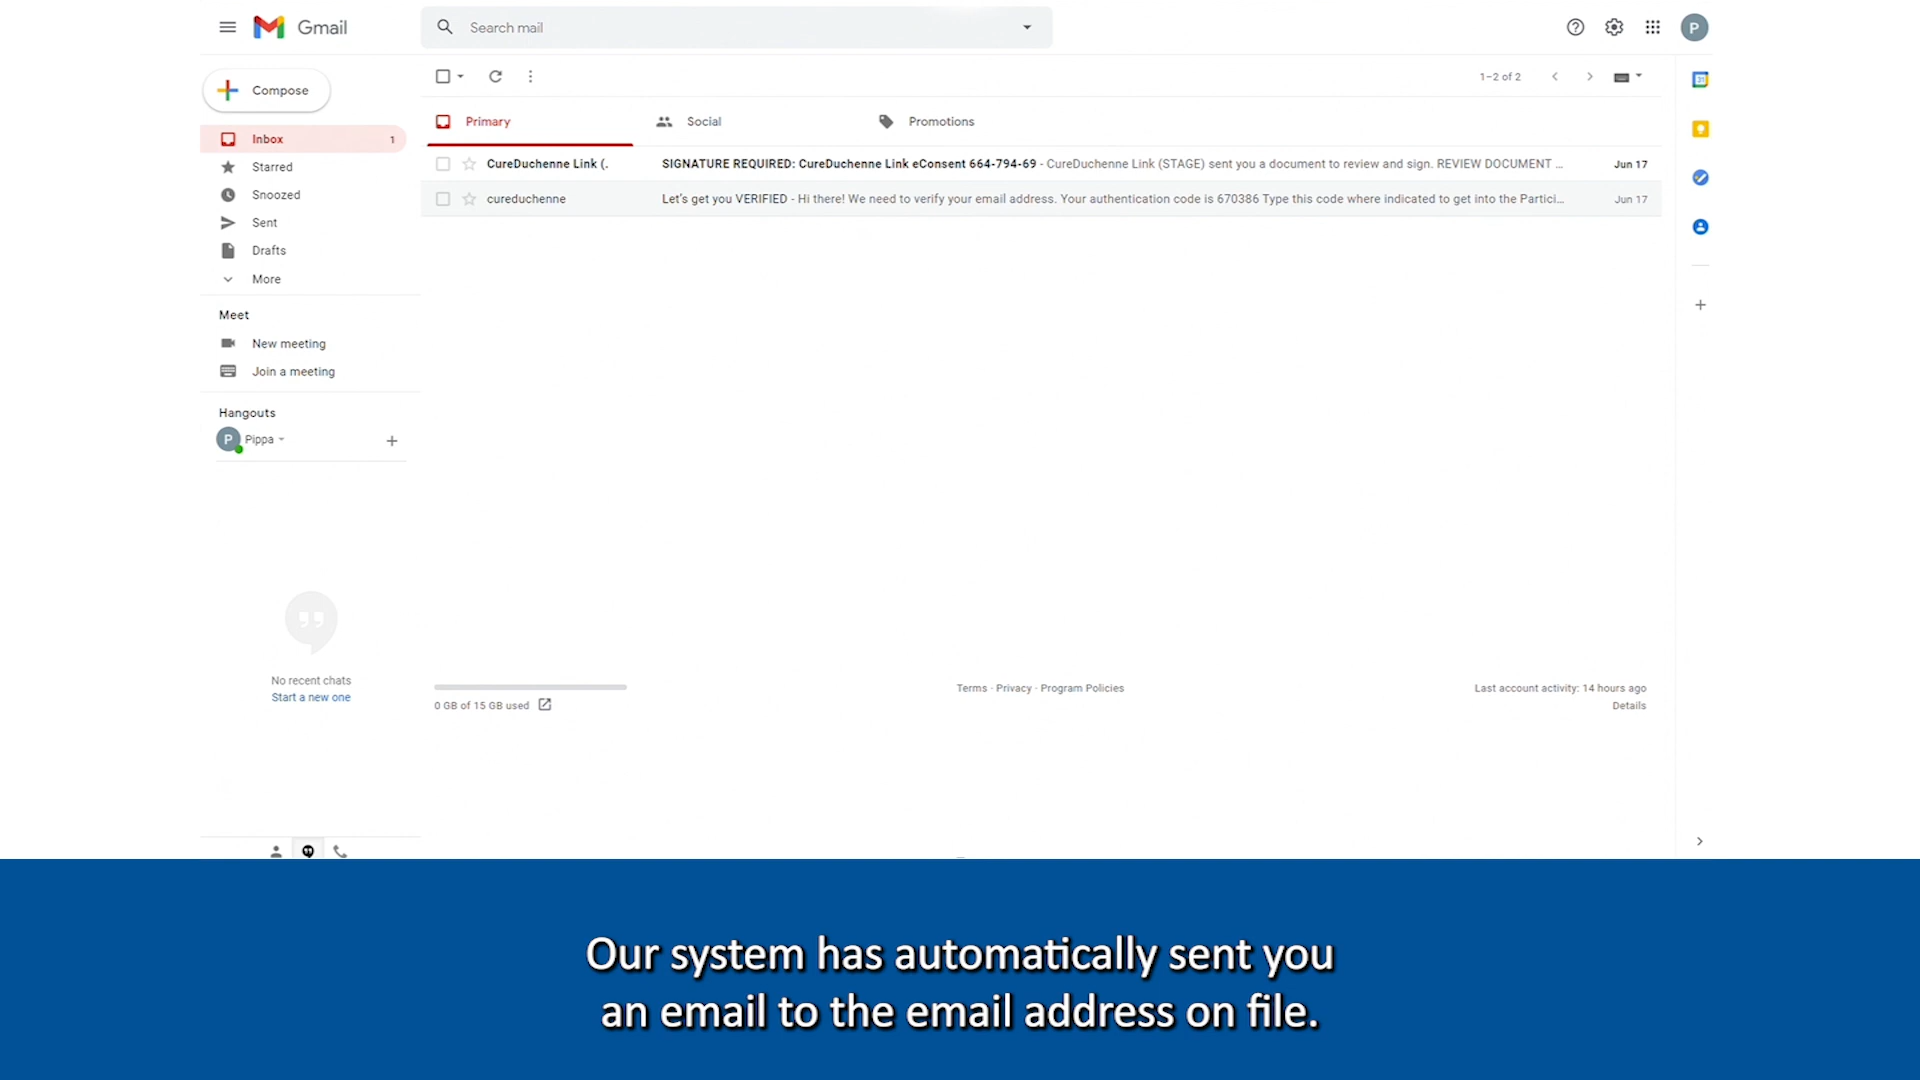 Gmail
Search mail
P
Compose
1–2 of 2
31
Inbox 1
Starred
Snoozed
Sent
Drafts
More
Primary
Social
Promotions
CureDuchenne Link (. SIGNATURE REQUIRED: CureDuchenne Link eConsent 664-794-69 - CureDuchenne Link (STAGE) sent you a document to review and sign. REVIEW DOCUMENT ... Jun 17
cureduchenne Let's get you VERIFIED - Hi there! We need to verify your email address. Your authentication code is 670386 Type this code where indicated to get into the Partici... Jun 17
Meet
New meeting
Join a meeting
Hangouts
P Pippa
No recent chats
Start a new one
0 GB of 15 GB used
Terms · Privacy · Program Policies
Last account activity: 14 hours ago
Details
Our system has automatically sent you
an email to the email address on file.